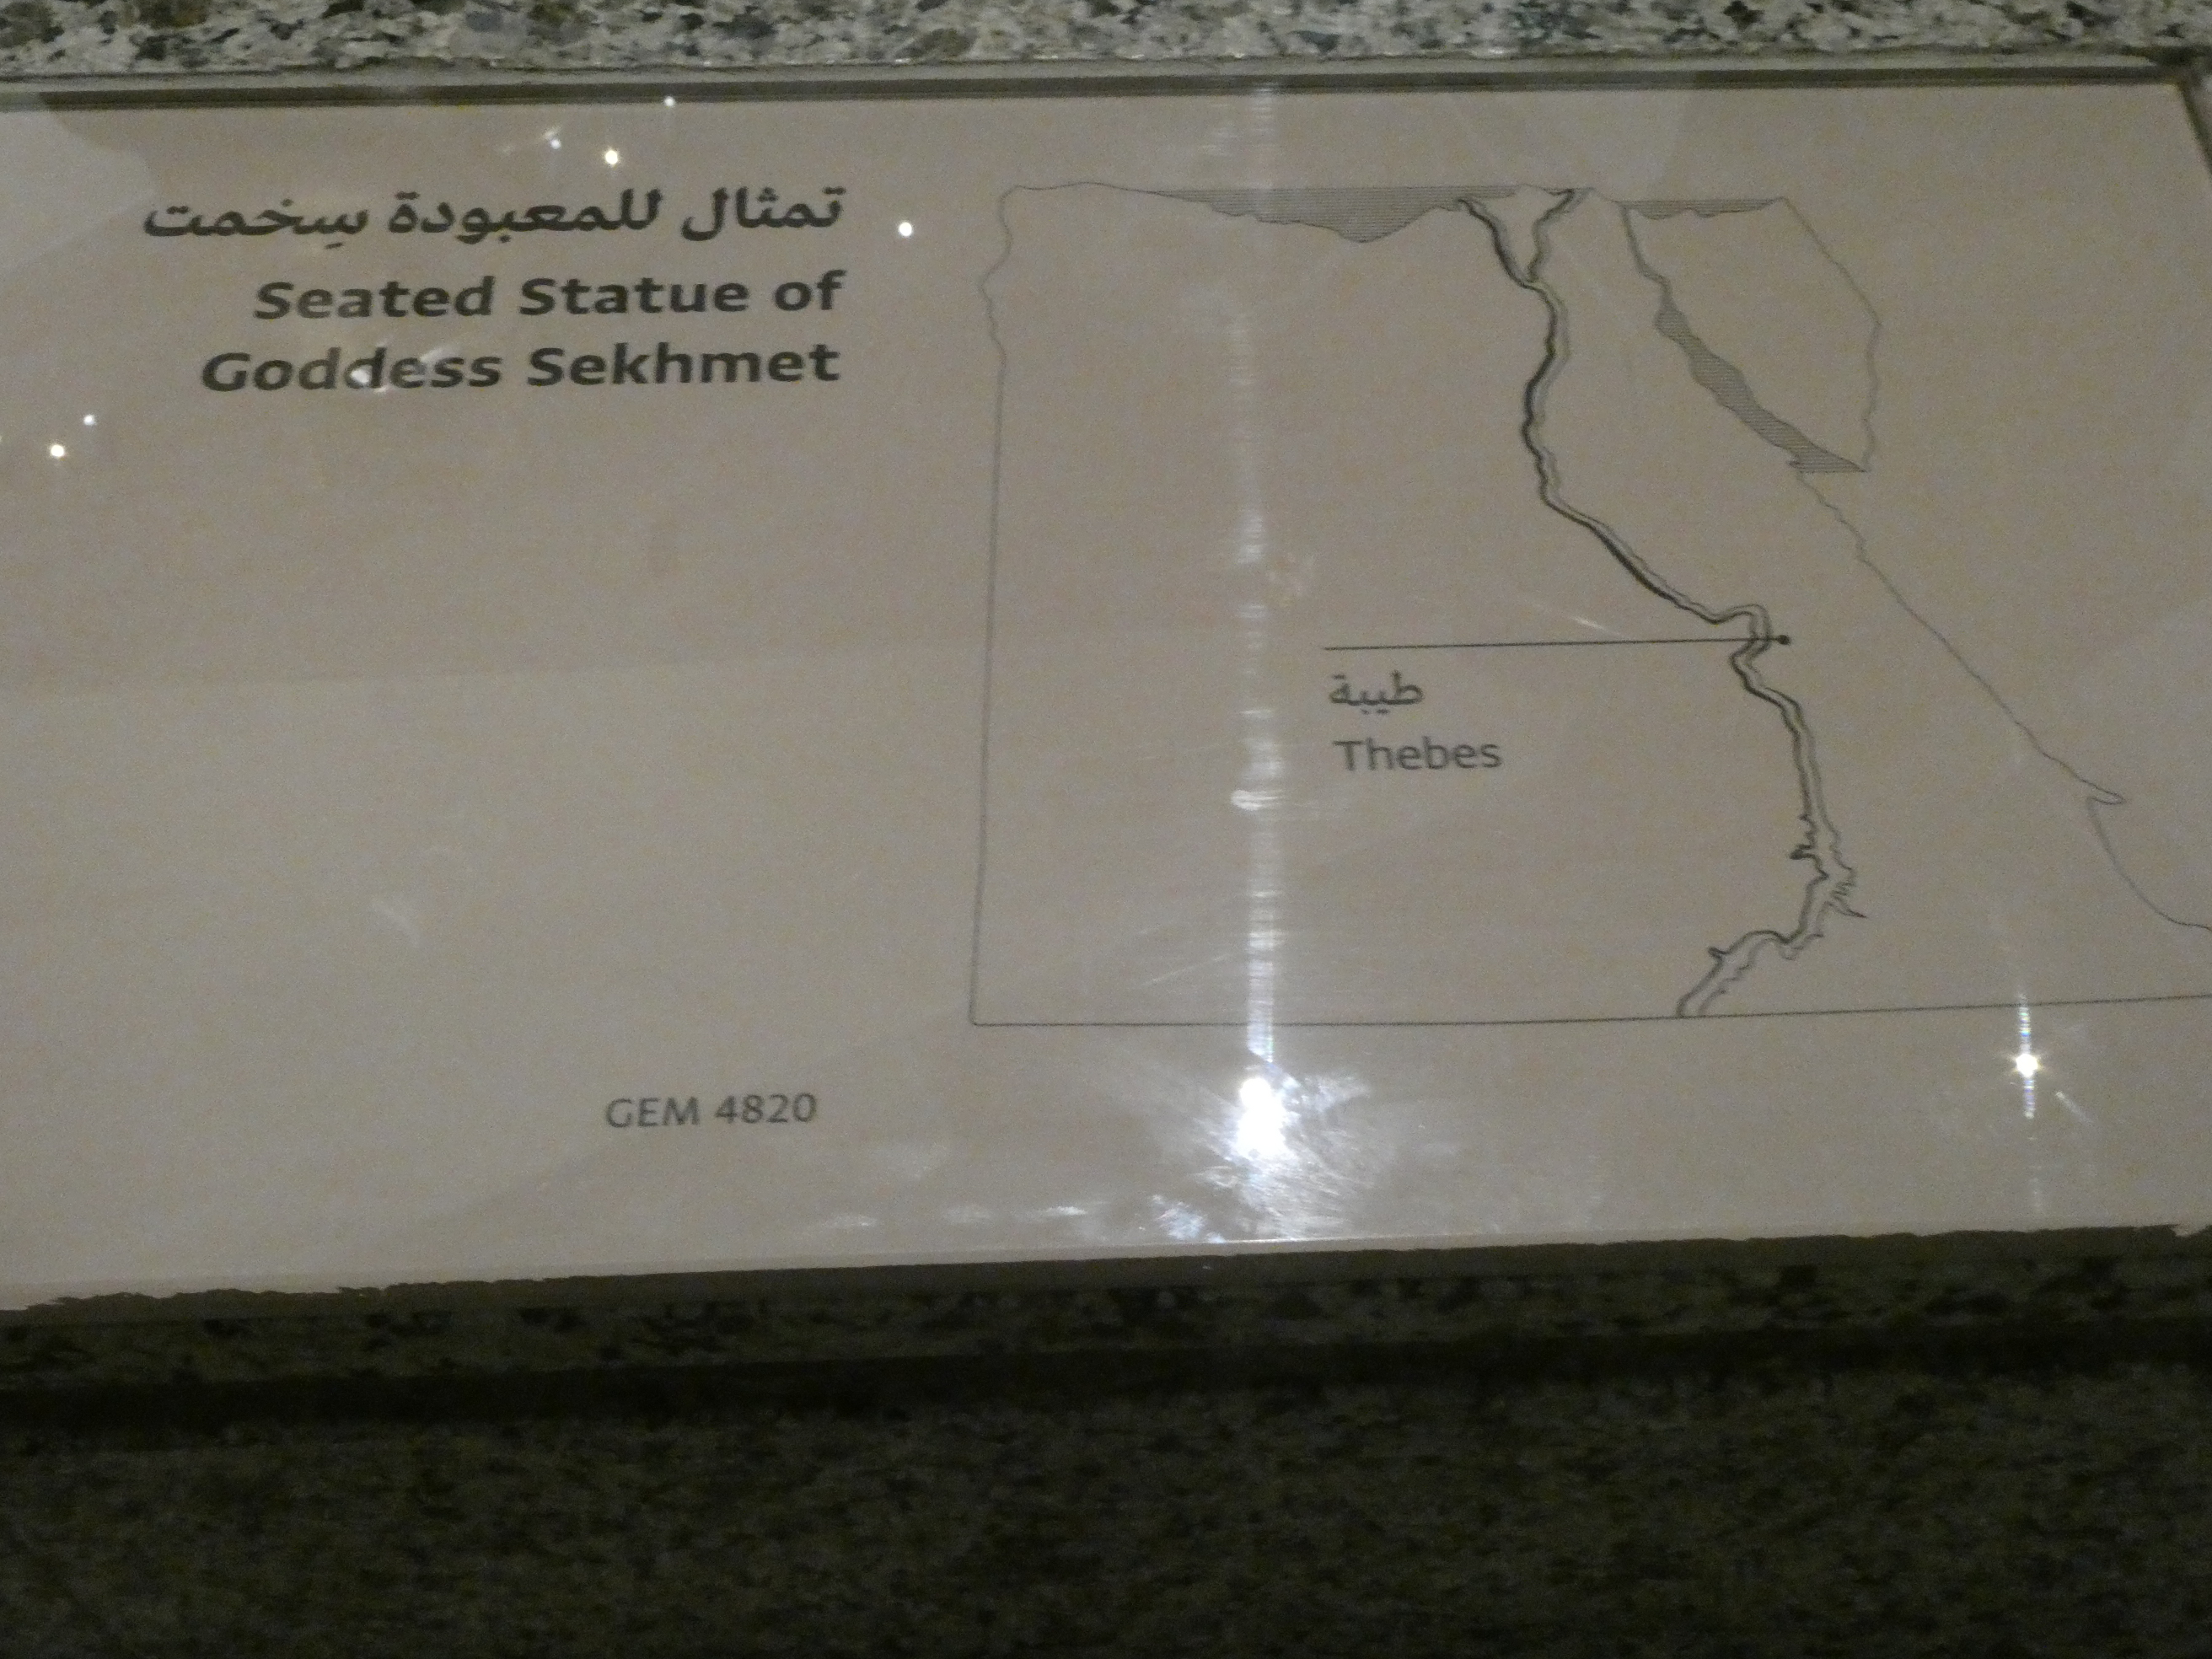 تمثال للمعبودة سِخمت
Seated Statue of
Goddess Sekhmet
طيبة
Thebes
GEM 4820